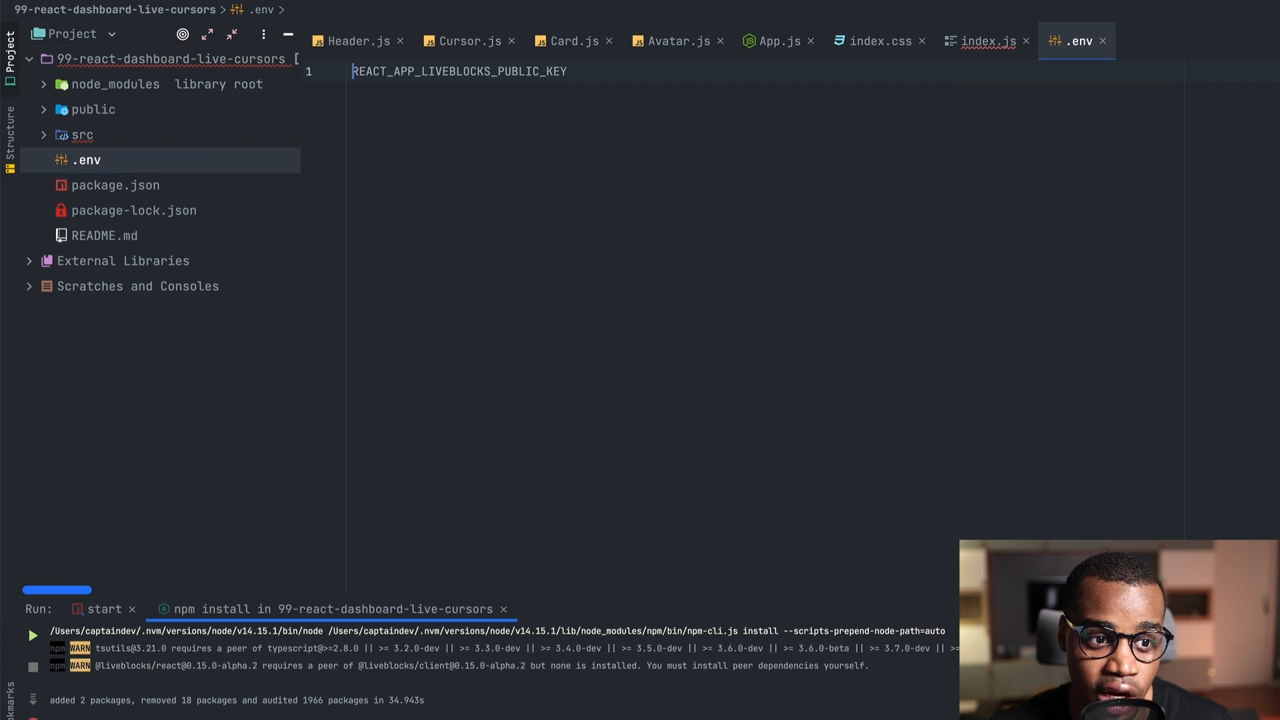 99-react-dashboard-live-cursors > .env >
Project
Header.js × Cursor.js × Card.js × Avatar.js × App.js × index.css × index.js × .env ×
Project
Structure
99-react-dashboard-live-cursors [
node_modules library root
public
src
.env
package.json
package-lock.json
README.md
External Libraries
Scratches and Consoles
1 REACT_APP_LIVEBLOCKS_PUBLIC_KEY
Run: start × npm install in 99-react-dashboard-live-cursors ×
/Users/captaindev/.nvm/versions/node/v14.15.1/bin/node /Users/captaindev/.nvm/versions/node/v14.15.1/lib/node_modules/npm/bin/npm-cli.js install --scripts-prepend-node-path=auto
npm WARN tsutils@3.21.0 requires a peer of typescript@>=2.8.0 || >= 3.2.0-dev || >= 3.3.0-dev || >= 3.4.0-dev || >= 3.5.0-dev || >= 3.6.0-dev || >= 3.6.0-beta || >= 3.7.0-dev ||
npm WARN @liveblocks/react@0.15.0-alpha.2 requires a peer of @liveblocks/client@0.15.0-alpha.2 but none is installed. You must install peer dependencies yourself.
added 2 packages, removed 18 packages and audited 1966 packages in 34.943s